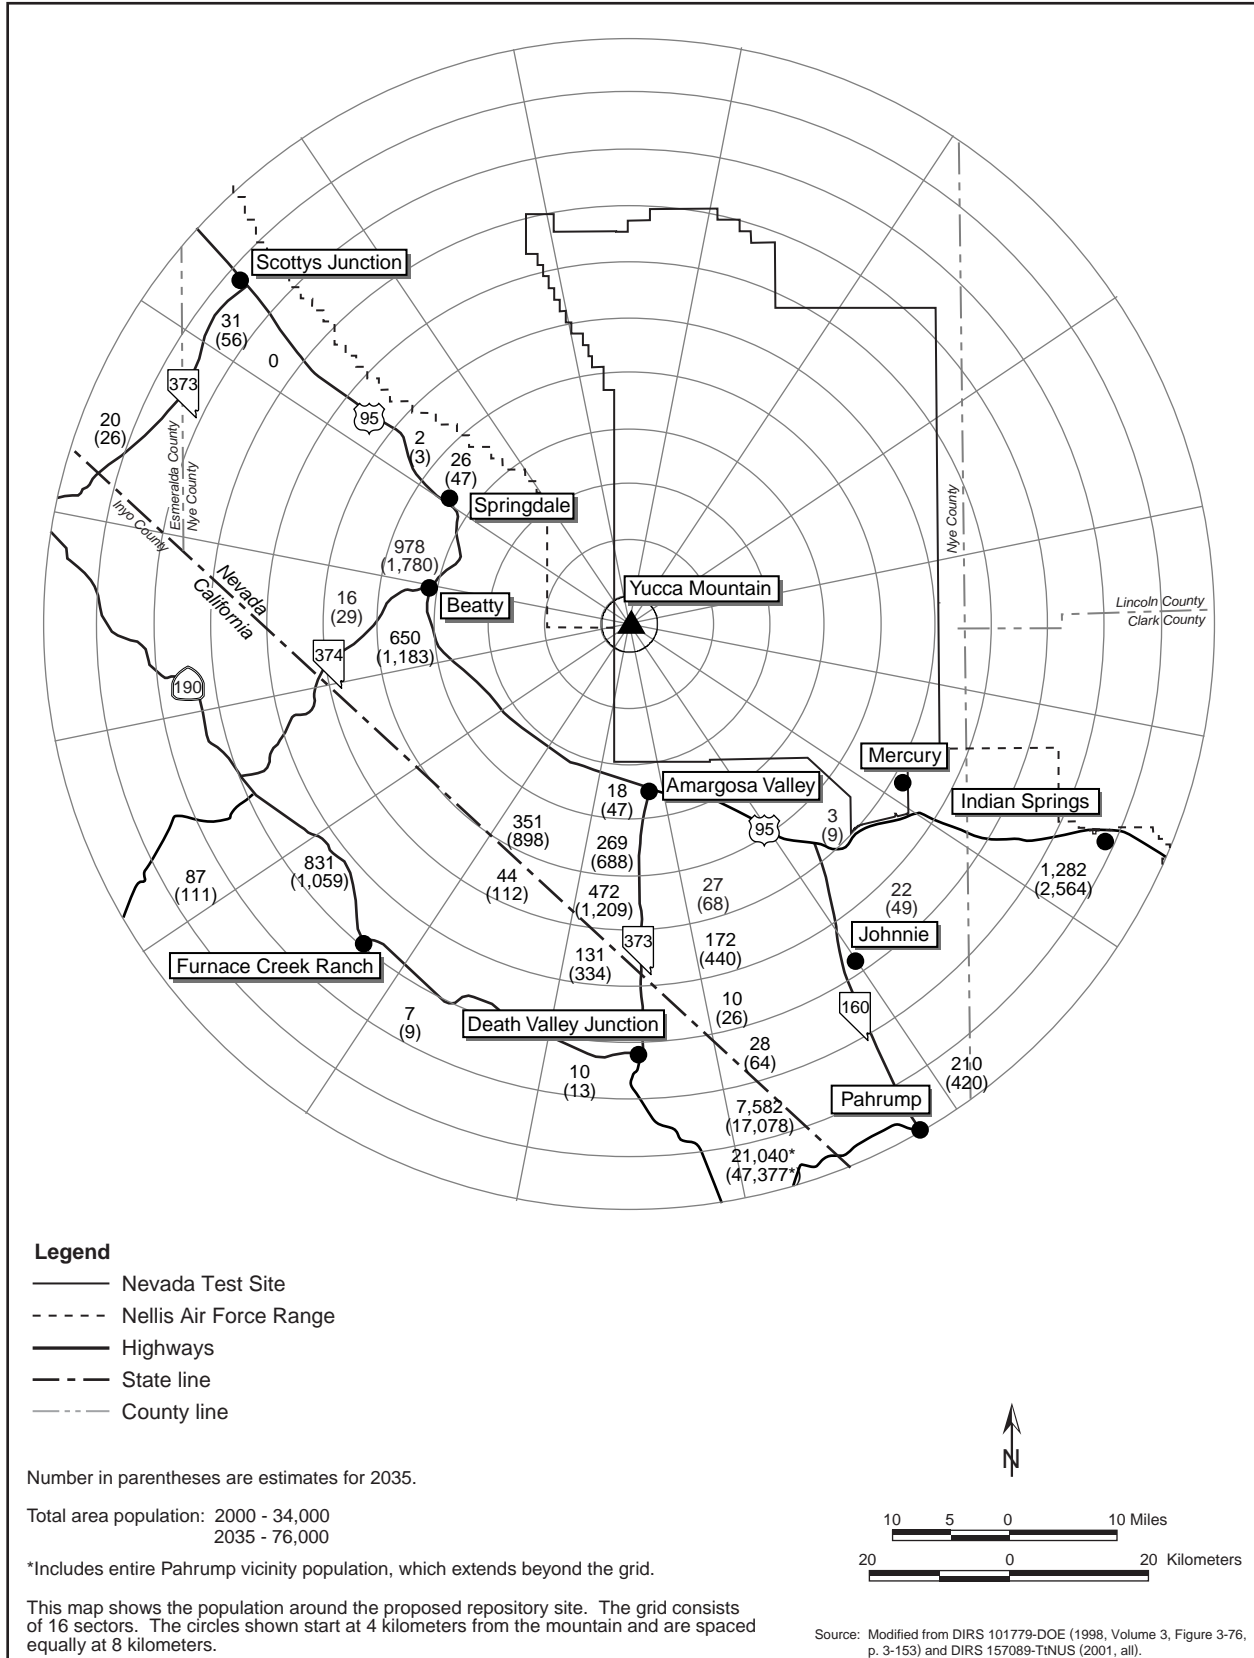 Scottys Junction
31
(56)
0
373
95
20
(26)
2
(3)
26
(47)
Esmeralda County
Nye County
Inyo County
Springdale
Nye County
978
(1,780)
Nevada
California
16
(29)
Beatty
Yucca Mountain
Lincoln County
Clark County
650
(1,183)
374
190
Mercury
18
(47)
Amargosa Valley
Indian Springs
351
(898)
269
(688)
95
3
(9)
831
(1,059)
87
(111)
44
(112)
472
(1,209)
27
(68)
22
(49)
1,282
(2,564)
373
131
(334)
172
(440)
Johnnie
Furnace Creek Ranch
7
(9)
Death Valley Junction
10
(26)
160
28
(64)
10
(13)
210
(420)
Pahrump
7,582
(17,078)
21,040*
(47,377*)
Legend
Nevada Test Site
Nellis Air Force Range
Highways
State line
County line
N
Number in parentheses are estimates for 2035.
Total area population: 2000 - 34,000
2035 - 76,000
*Includes entire Pahrump vicinity population, which extends beyond the grid.
10 5 0 10 Miles
20 0 20 Kilometers
This map shows the population around the proposed repository site. The grid consists
of 16 sectors. The circles shown start at 4 kilometers from the mountain and are spaced
equally at 8 kilometers.
Source: Modified from DIRS 101779-DOE (1998, Volume 3, Figure 3-76,
p. 3-153) and DIRS 157089-TtNUS (2001, all).